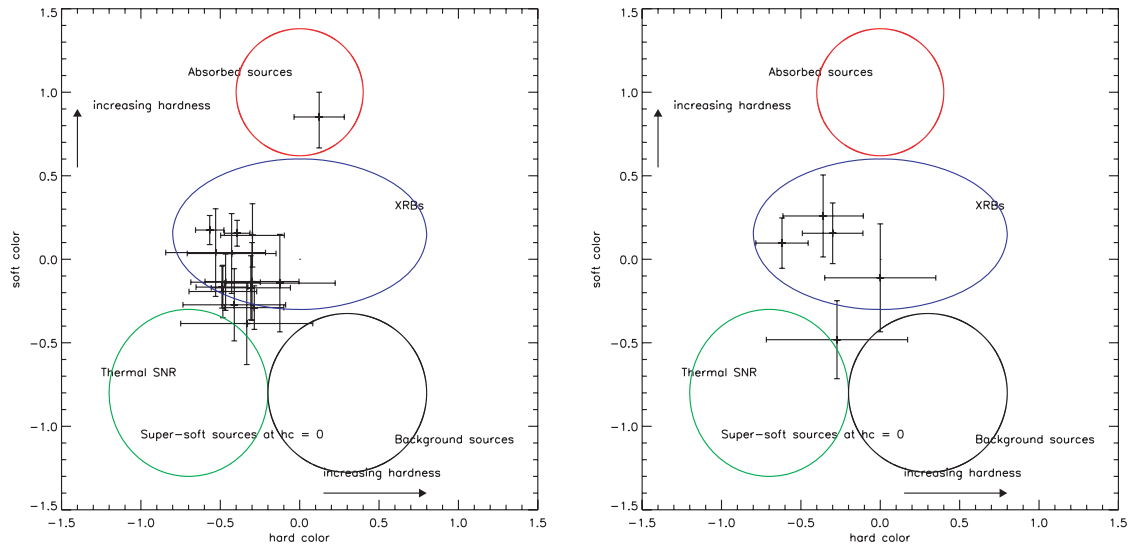 1.5
Absorbed sources
increasing hardness
1.0
0.5
XRBs
0.0
soft color
−0.5
Thermal SNR
−1.0
Super-soft sources at hc = 0
Background sources
increasing hardness
−1.5
−1.5 −1.0 −0.5 0.0 0.5 1.0 1.5
hard color
1.5
Absorbed sources
increasing hardness
1.0
0.5
XRBs
0.0
soft color
−0.5
Thermal SNR
−1.0
Super-soft sources at hc = 0
Background sources
increasing hardness
−1.5
−1.5 −1.0 −0.5 0.0 0.5 1.0 1.5
hard color